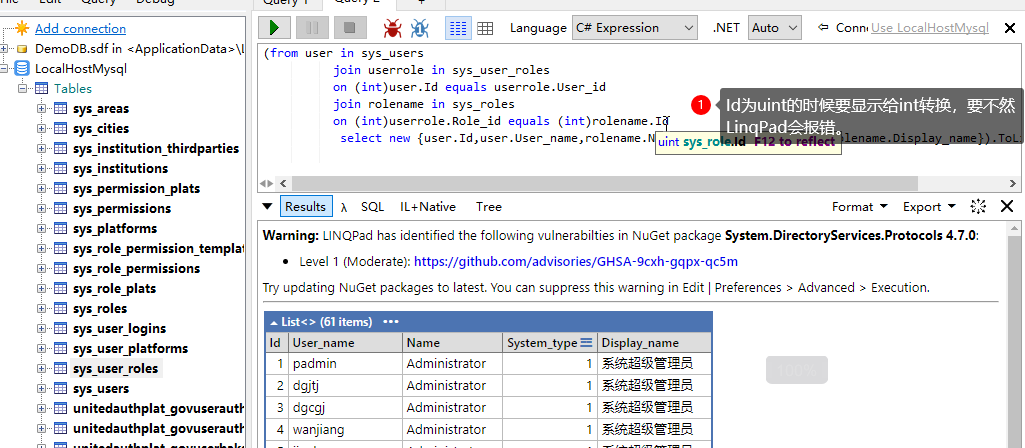 Query 1
Add connection
DemoDB.sdf in <ApplicationData>\L
LocalHostMysql
Tables
sys_areas
sys_cities
sys_institution_thirdparties
sys_institutions
sys_permission_plats
sys_permissions
sys_platforms
sys_role_permission_templat
sys_role_permissions
sys_role_plats
sys_roles
sys_user_logins
sys_user_platforms
sys_user_roles
sys_users
unitedauthplat_govuserauth
unitedauthplat_govuserauth
Language C# Expression .NET Auto Conn Use LocalHostMysql
(from user in sys_users
join userrole in sys_user_roles
on (int)user.Id equals userrole.User_id
join rolename in sys_roles
on (int)userrole.Role_id equals (int)rolename.Id
select new {user.Id,user.User_name,rolename.N olename.Display_name}).ToLi
1 Id为uint的时候要显示给int转换，要不然
LinqPad会报错。
uint sys_role.Id F12 to reflect
Results λ SQL IL+Native Tree Format Export
Warning: LINQPad has identified the following vulnerabilties in NuGet package System.DirectoryServices.Protocols 4.7.0:
• Level 1 (Moderate): https://github.com/advisories/GHSA-9cxh-gqpx-qc5m
Try updating NuGet packages to latest. You can suppress this warning in Edit | Preferences > Advanced > Execution.
List<> (61 items)
Id User_name Name System_type Display_name
1 padmin Administrator 1 系统超级管理员
2 dgjtj Administrator 1 系统超级管理员
3 dgcgj Administrator 1 系统超级管理员
4 wanjiang Administrator 1 系统超级管理员
100%